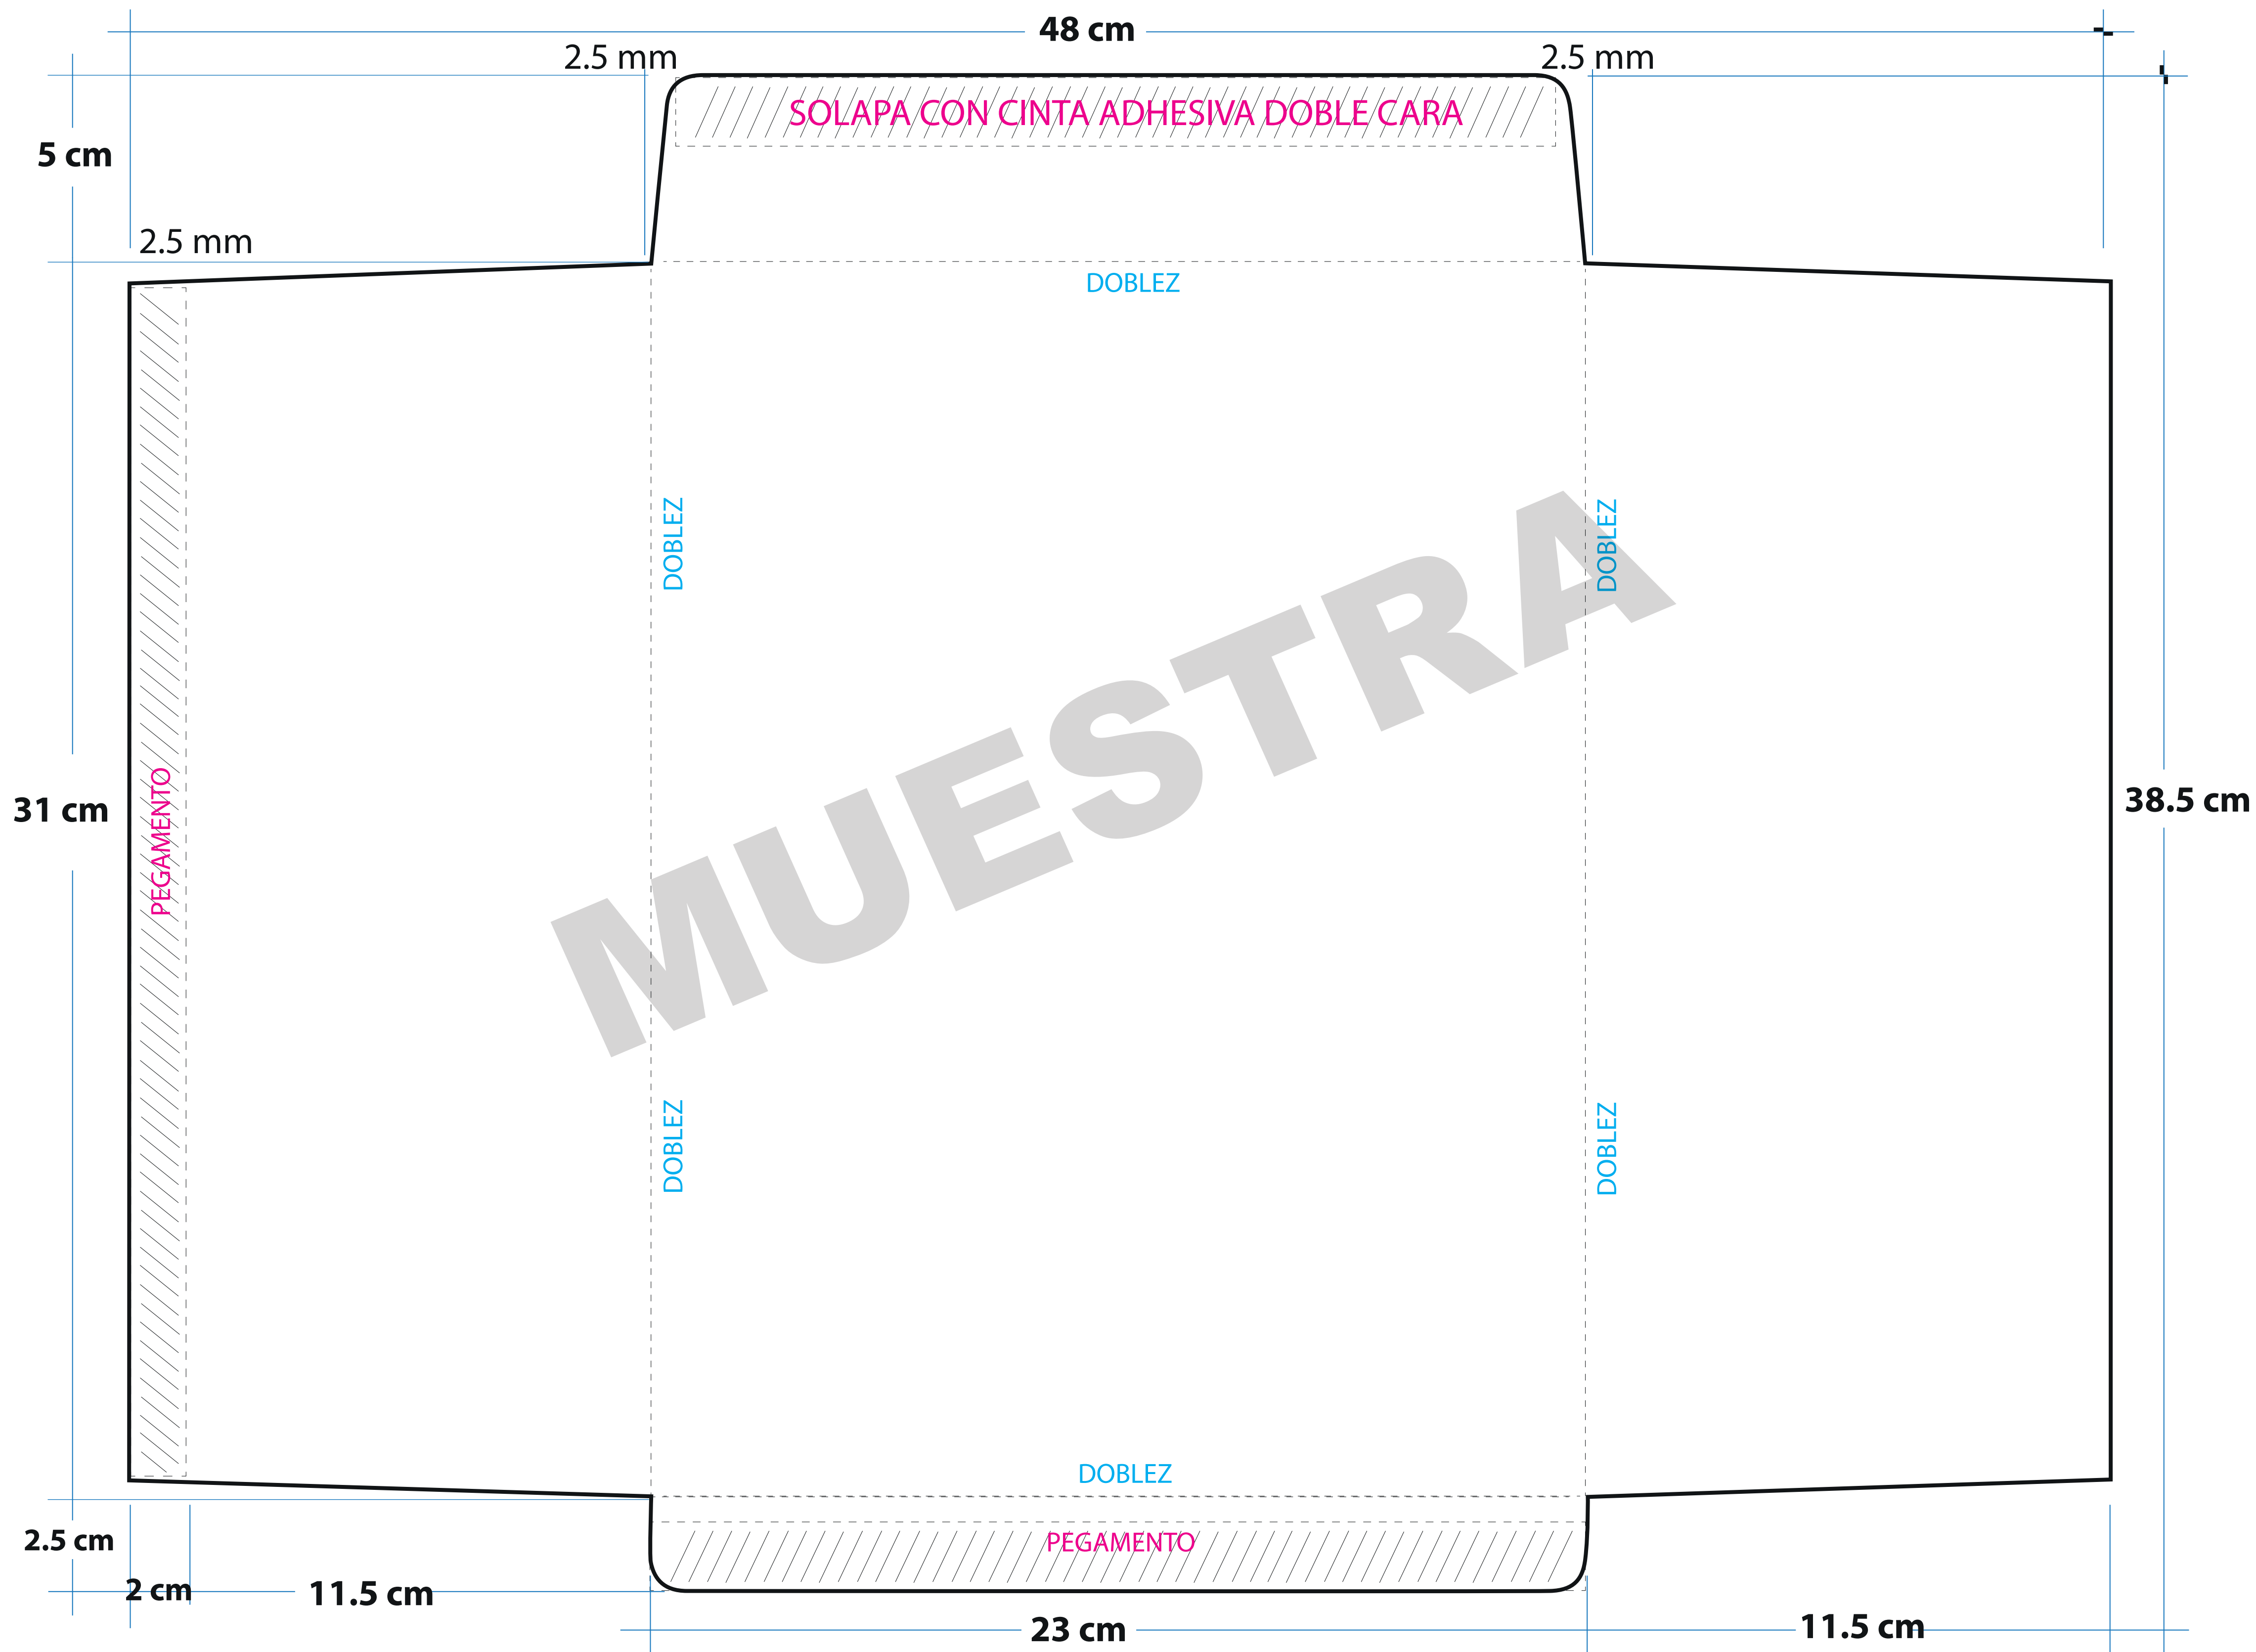 48 cm
2.5 mm
2.5 mm
SOLAPA CON CINTA ADHESIVA DOBLE CARA
5 cm
2.5 mm
DOBLEZ
DOBLEZ
DOBLEZ
MUESTRA
31 cm
PEGAMENTO
38.5 cm
DOBLEZ
DOBLEZ
DOBLEZ
2.5 cm
PEGAMENTO
2 cm
11.5 cm
23 cm
11.5 cm